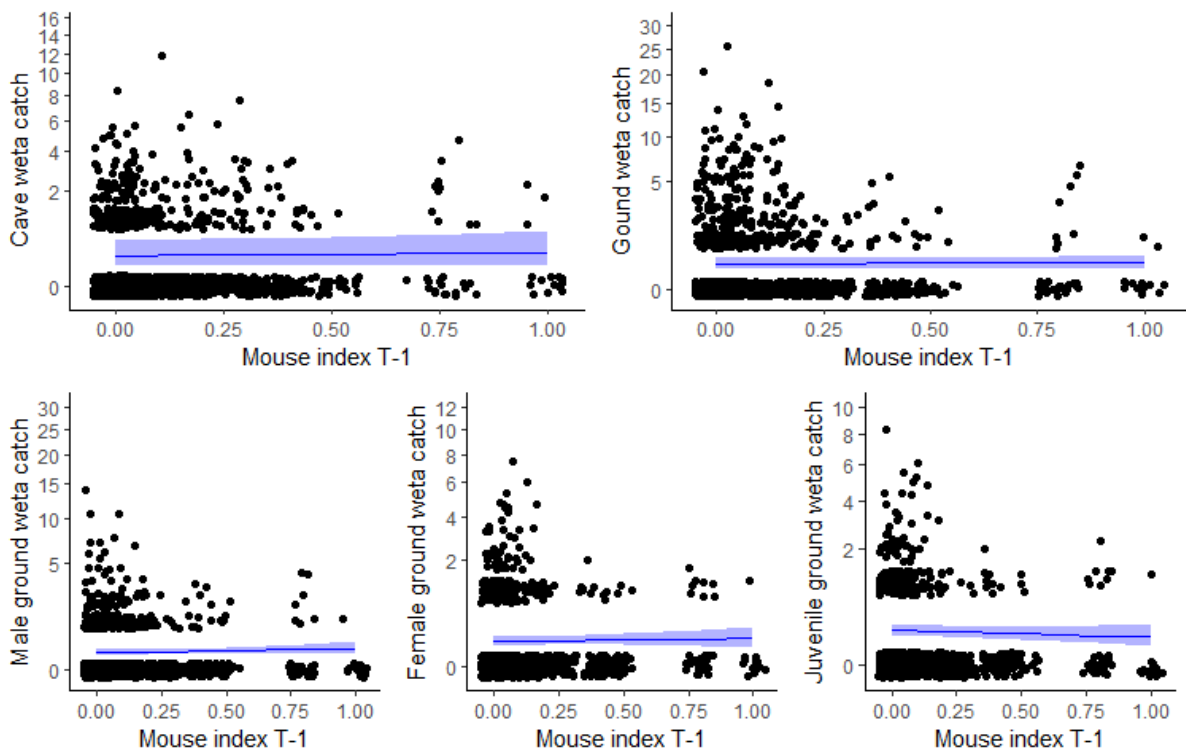 16
14
12
10
8
6
4
2
0
Cave weta catch
0.00 0.25 0.50 0.75 1.00
Mouse index T-1
30
25
20
15
10
5
0
Gound weta catch
0.00 0.25 0.50 0.75 1.00
Mouse index T-1
30
25
20
15
10
5
0
Male ground weta catch
0.00 0.25 0.50 0.75 1.00
Mouse index T-1
12
10
8
6
4
2
0
Female ground weta catch
0.00 0.25 0.50 0.75 1.00
Mouse index T-1
10
8
6
4
2
0
Juvenile ground weta catch
0.00 0.25 0.50 0.75 1.00
Mouse index T-1